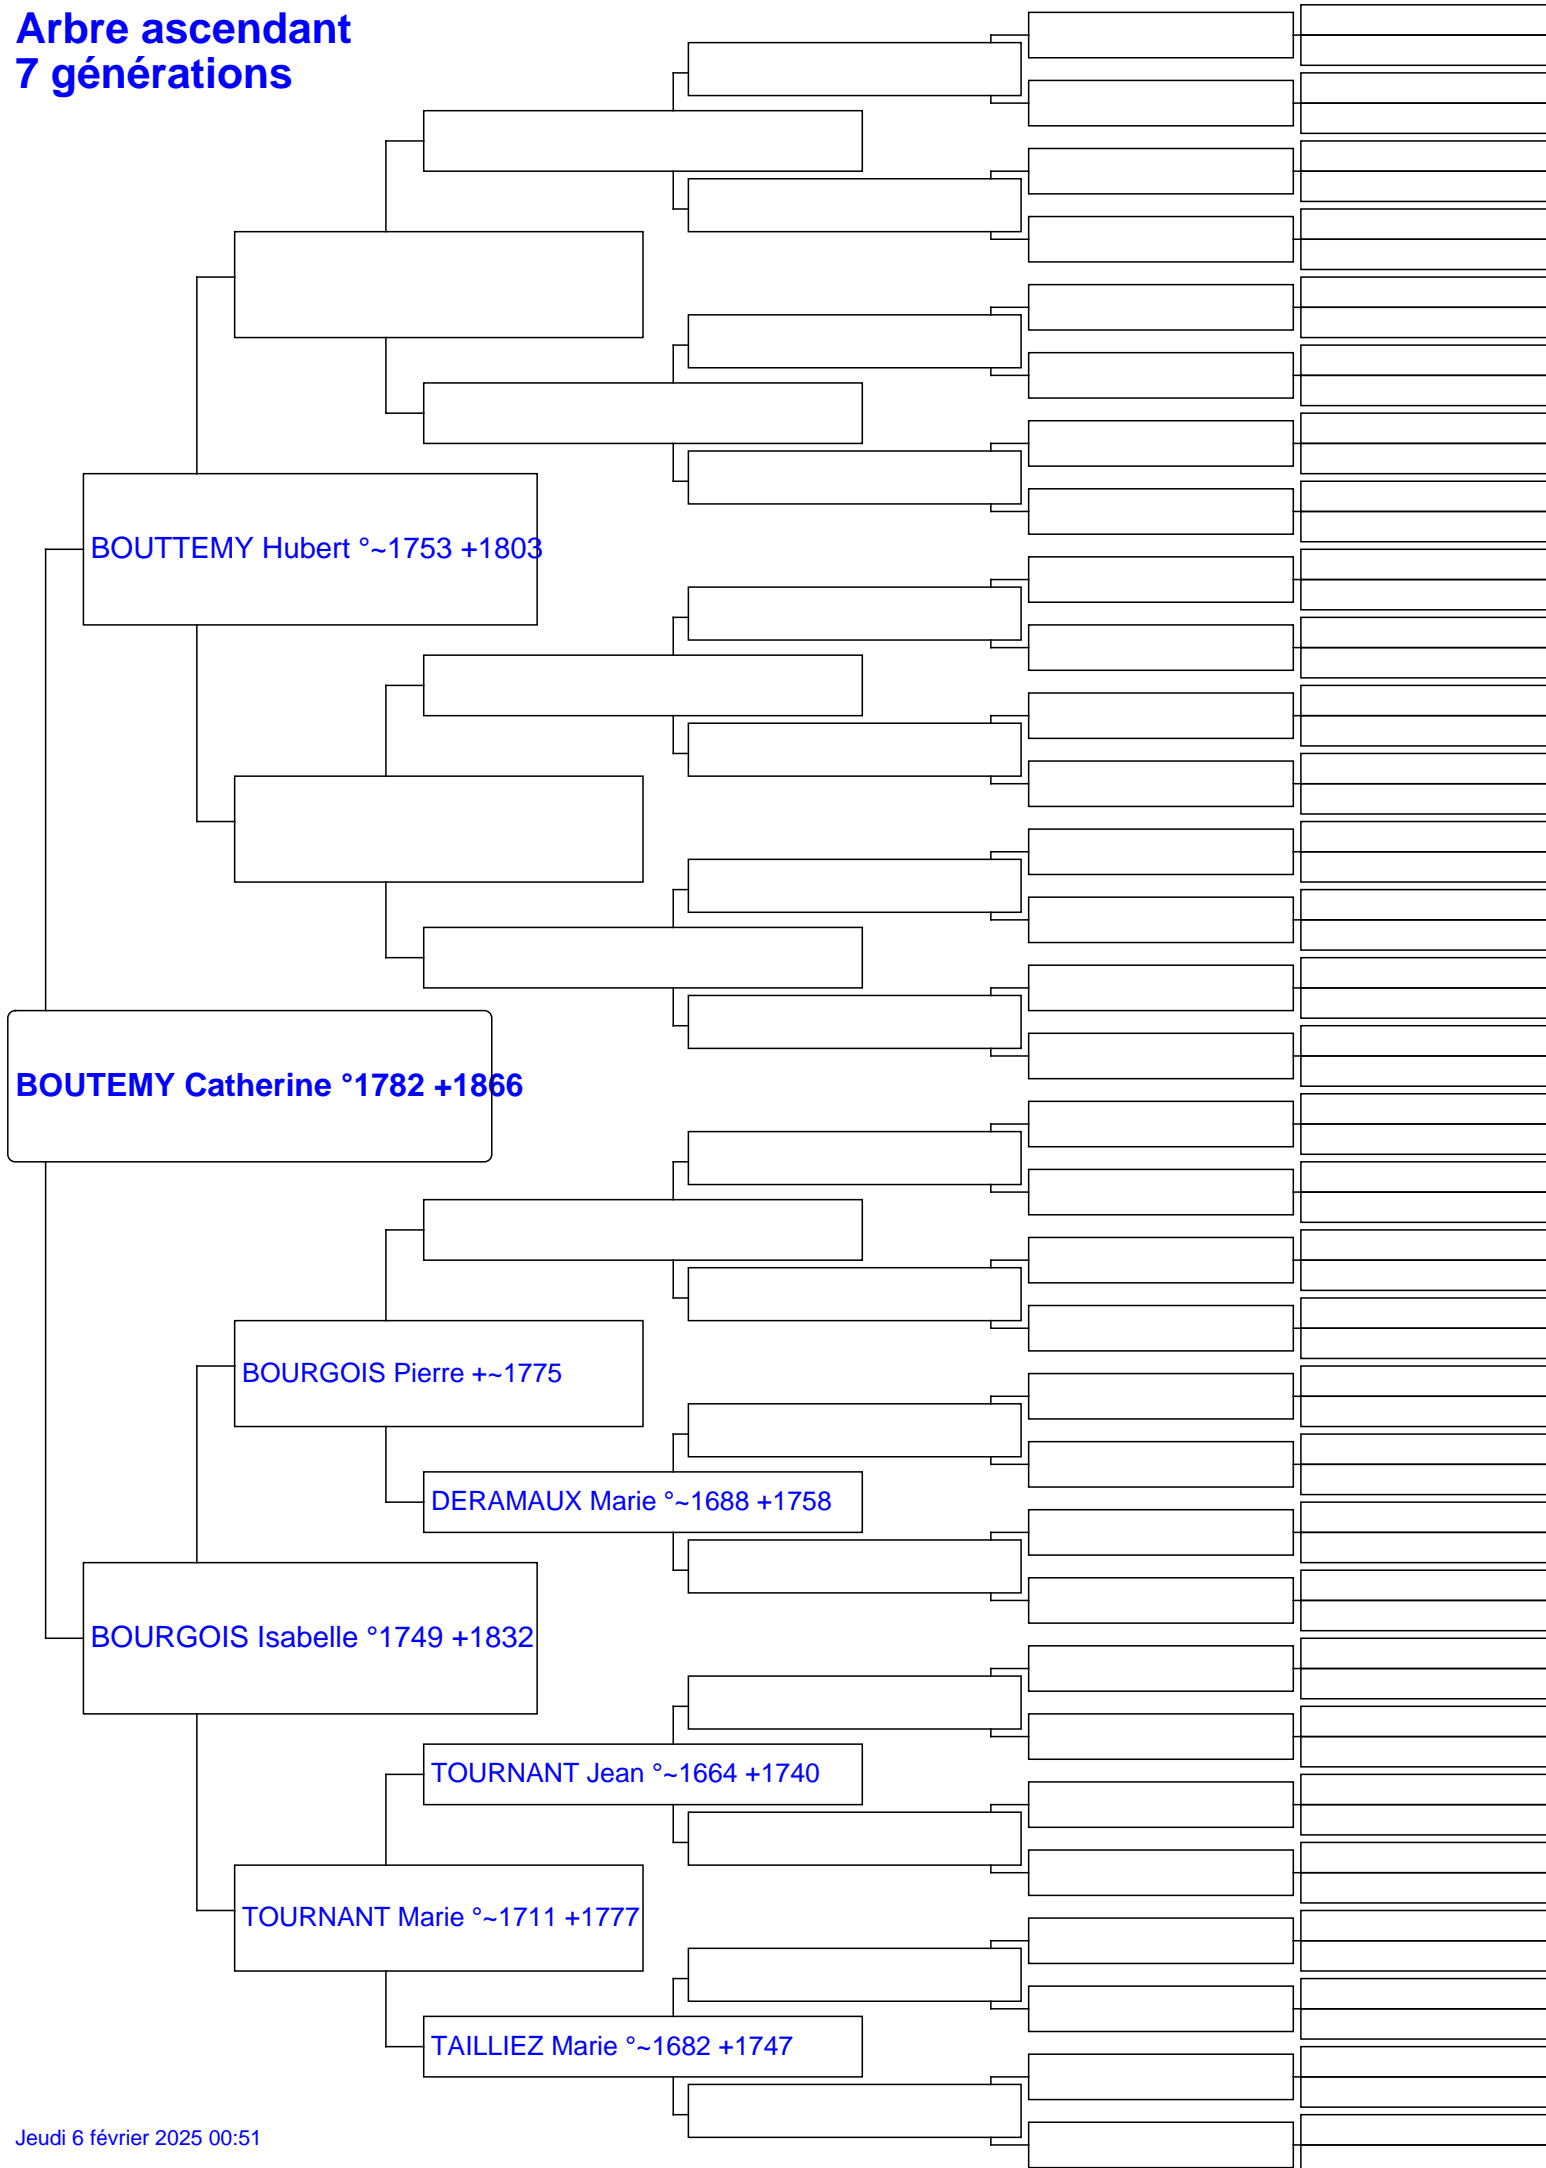 Arbre ascendant
7 générations
BOUTTEMY Hubert °~1753 +1803
BOUTEMY Catherine °1782 +1866
BOURGOIS Pierre +~1775
DERAMAUX Marie °~1688 +1758
BOURGOIS Isabelle °1749 +1832
TOURNANT Jean °~1664 +1740
TOURNANT Marie °~1711 +1777
TAILLIEZ Marie °~1682 +1747
Jeudi 6 février 2025 00:51